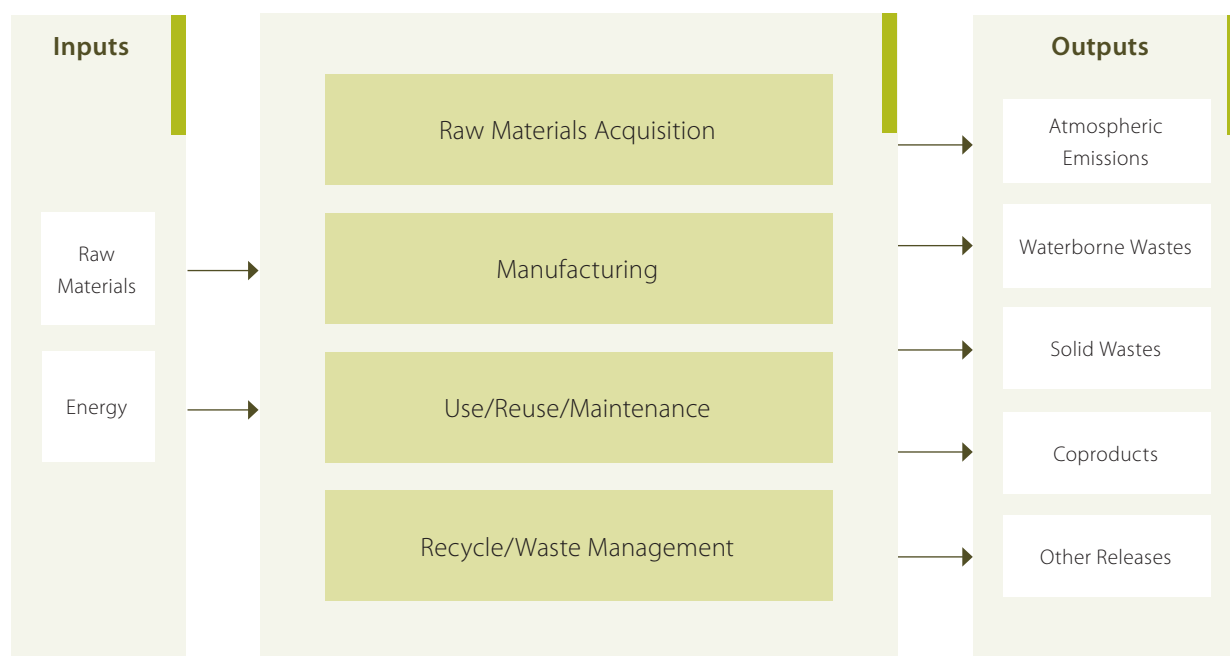 Inputs
Raw
Materials
Energy
Raw Materials Acquisition
Manufacturing
Use/Reuse/Maintenance
Recycle/Waste Management
Outputs
Atmospheric
Emissions
Waterborne Wastes
Solid Wastes
Coproducts
Other Releases